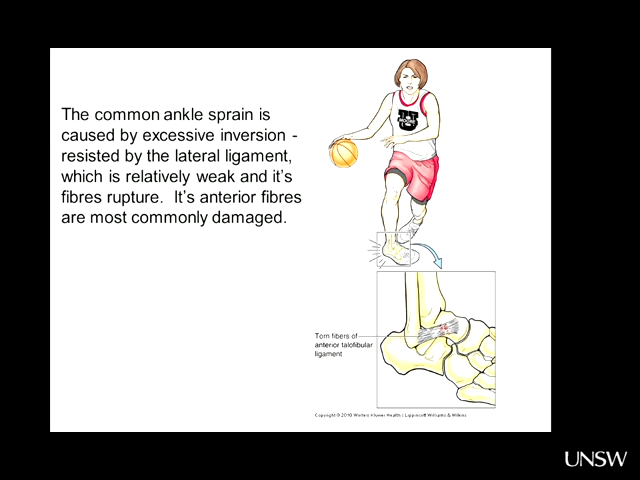 The common ankle sprain is
caused by excessive inversion -
resisted by the lateral ligament,
which is relatively weak and it's
fibres rupture.  It's anterior fibres
are most commonly damaged.
U
Torn fibers of
anterior talofibular
ligament
Copyright © 2010 Wolters Kluwer Health | Lippincott Williams & Wilkins
UNSW